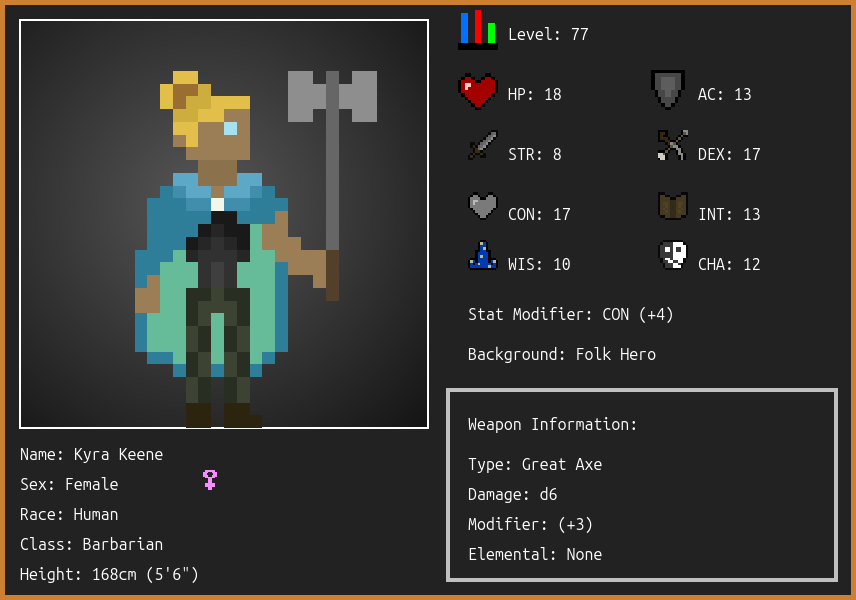 Level: 77
HP: 18
AC: 13
STR: 8
DEX: 17
CON: 17
INT: 13
WIS: 10
CHA: 12
Stat Modifier: CON (+4)
Background: Folk Hero
Weapon Information:
Type: Great Axe
Damage: d6
Modifier: (+3)
Elemental: None
Name: Kyra Keene
Sex: Female
Race: Human
Class: Barbarian
Height: 168cm (5'6")